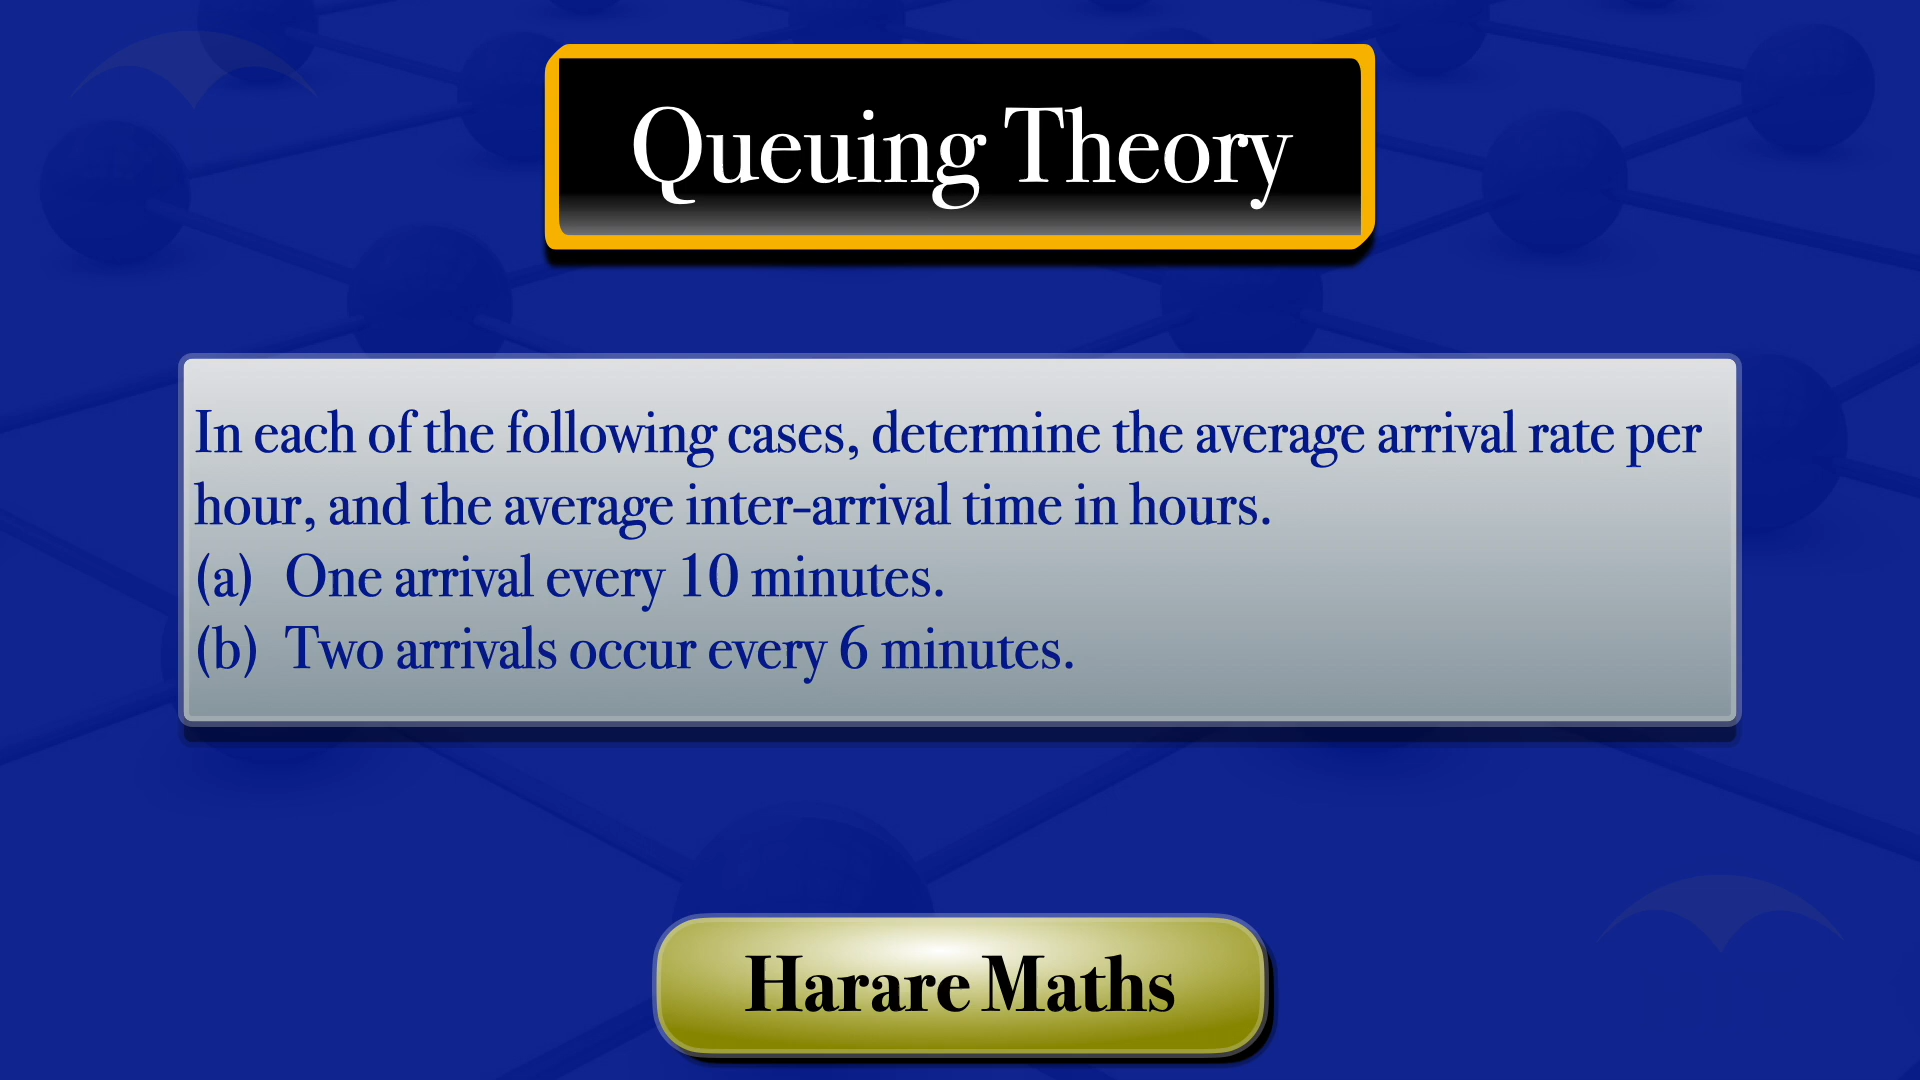 Queuing Theory
In each of the following cases, determine the average arrival rate per
hour, and the average inter-arrival time in hours.
(a) One arrival every 10 minutes.
(b) Two arrivals occur every 6 minutes.
Harare Maths